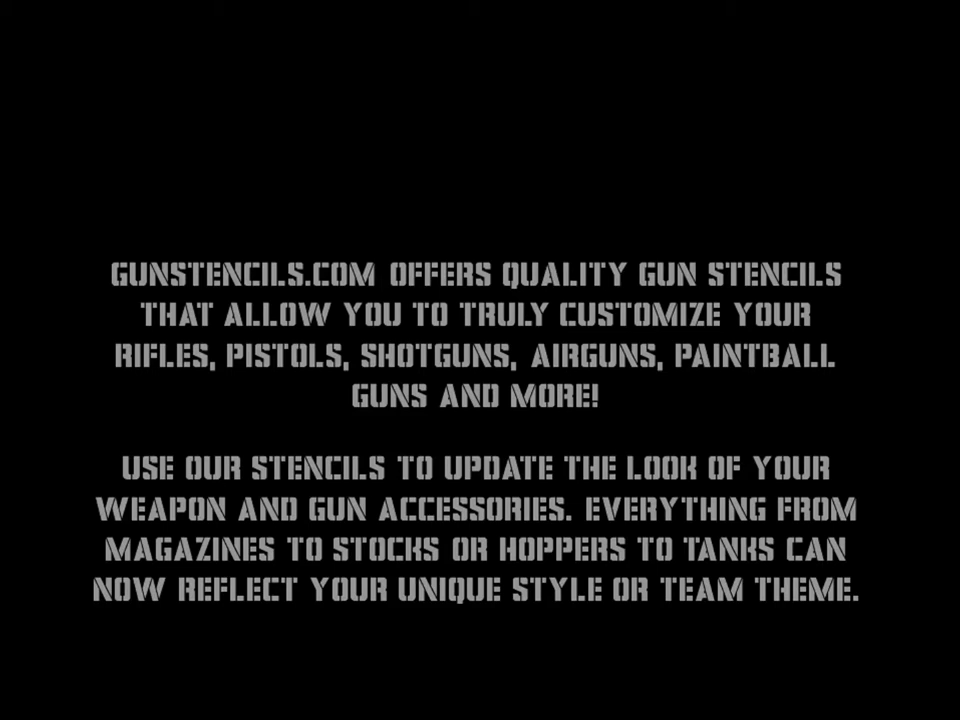 GUNSTENCILS.COM OFFERS QUALITY GUN STENCILS
THAT ALLOW YOU TO TRULY CUSTOMIZE YOUR
RIFLES, PISTOLS, SHOTGUNS, AIRGUNS, PAINTBALL
GUNS AND MORE!
USE OUR STENCILS TO UPDATE THE LOOK OF YOUR
WEAPON AND GUN ACCESSORIES. EVERYTHING FROM
MAGAZINES TO STOCKS OR HOPPERS TO TANKS CAN
NOW REFLECT YOUR UNIQUE STYLE OR TEAM THEME.